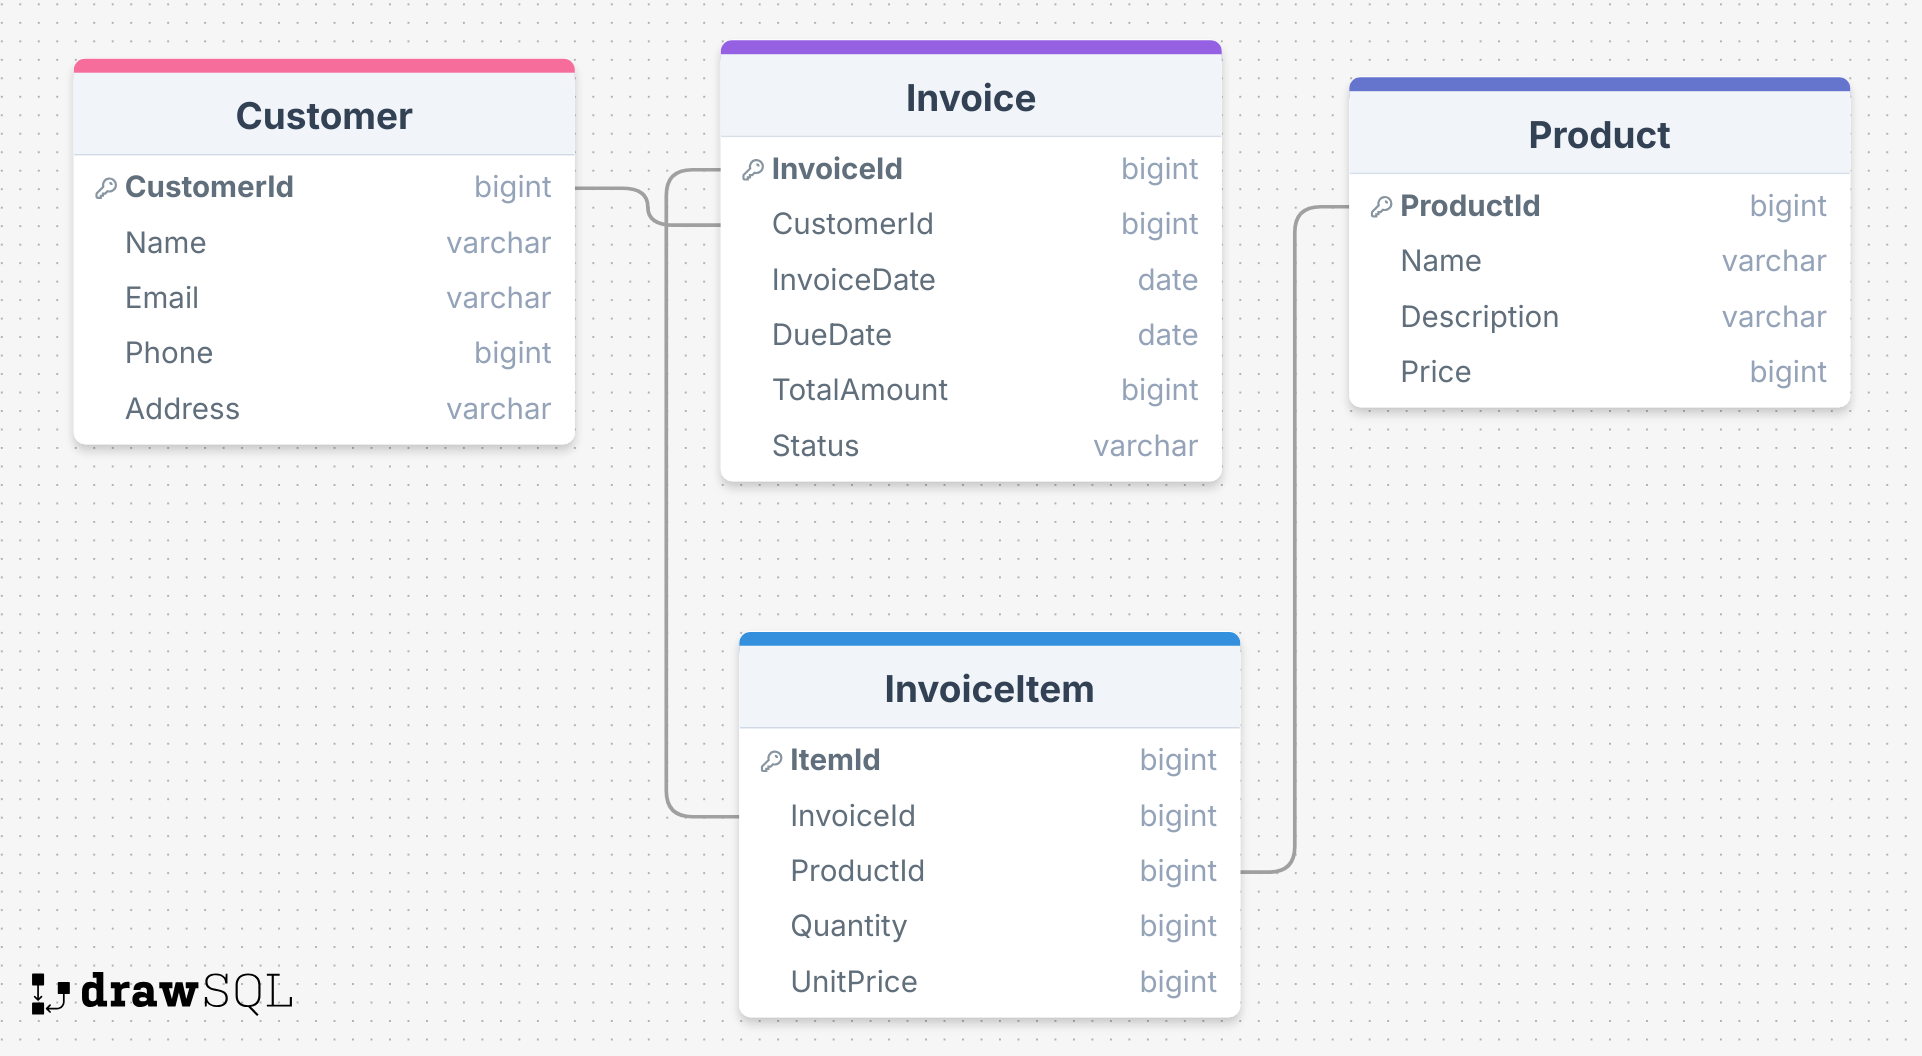 Customer
CustomerId bigint
Name varchar
Email varchar
Phone bigint
Address varchar
Invoice
InvoiceId bigint
CustomerId bigint
InvoiceDate date
DueDate date
TotalAmount bigint
Status varchar
Product
ProductId bigint
Name varchar
Description varchar
Price bigint
InvoiceItem
ItemId bigint
InvoiceId bigint
ProductId bigint
Quantity bigint
UnitPrice bigint
drawSQL